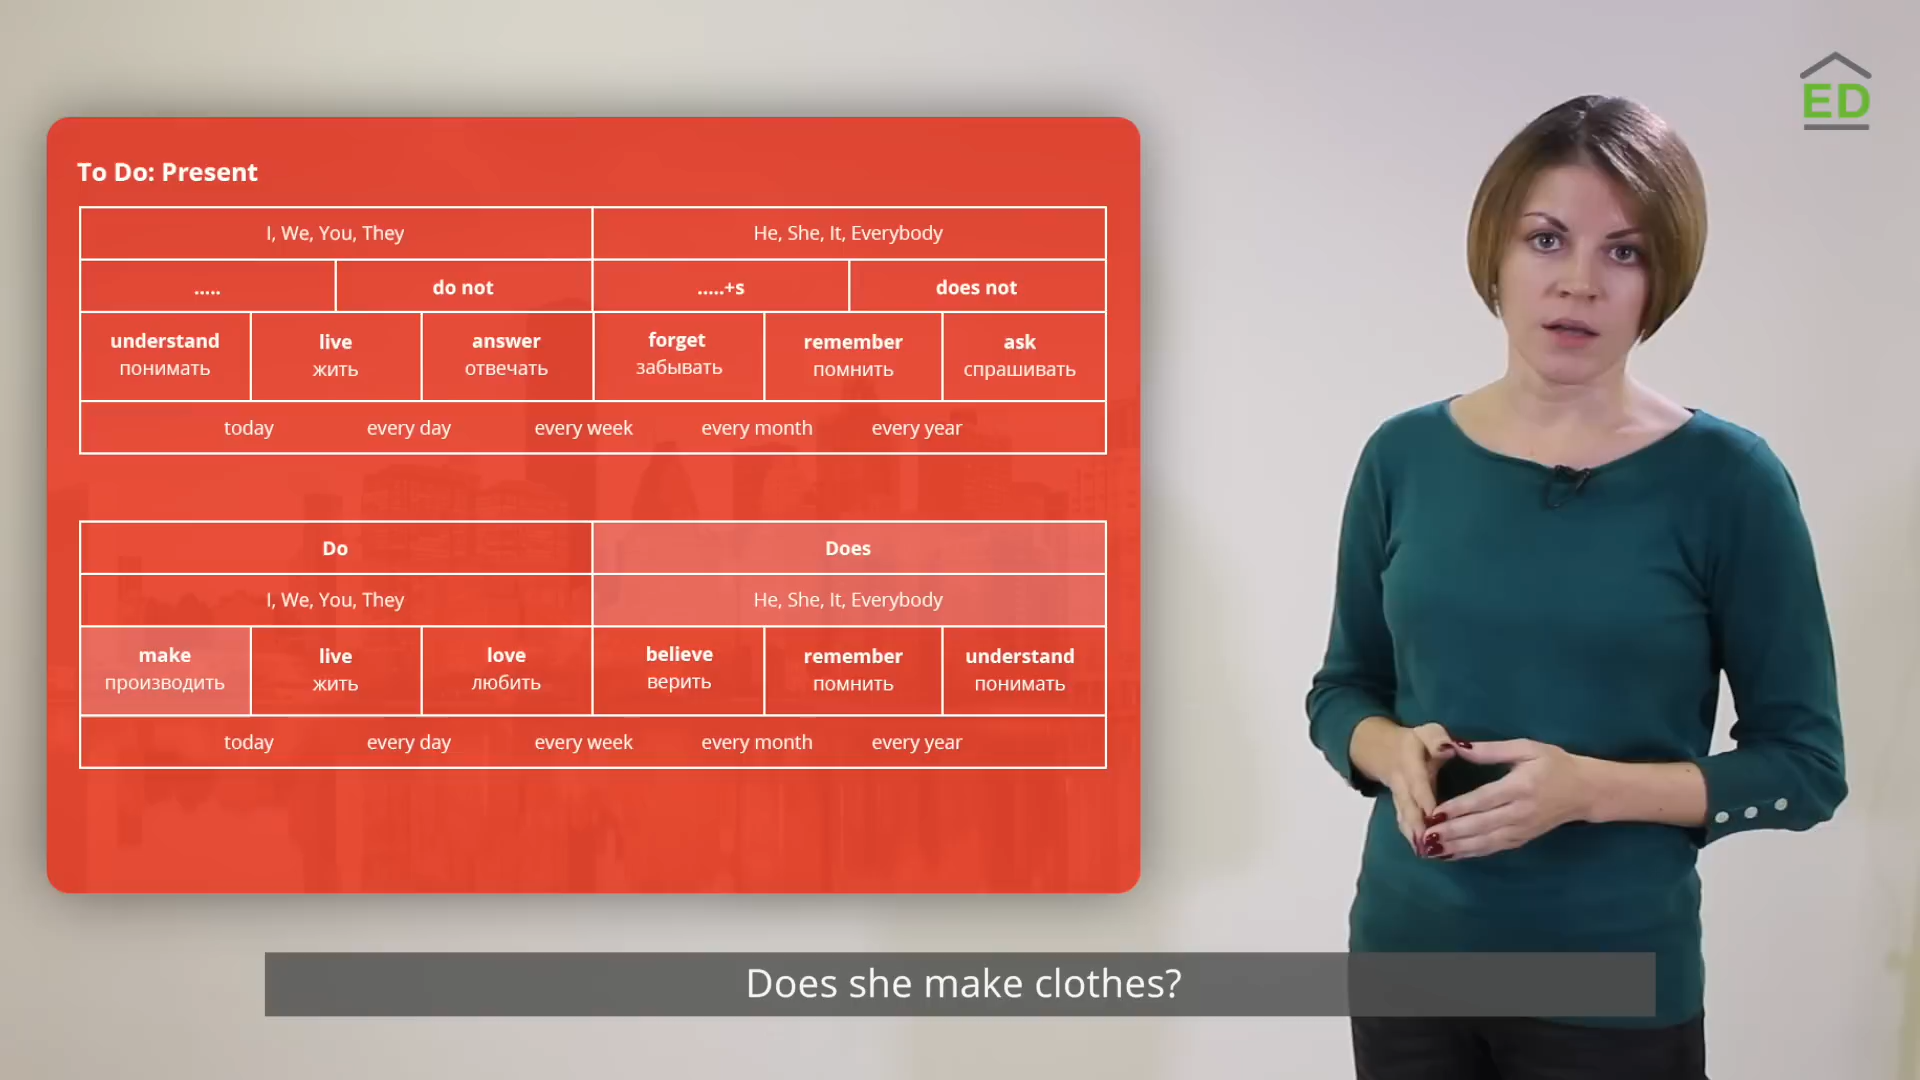 ED
To Do: Present
I, We, You, They He, She, It, Everybody
..... do not .....+s does not
understand live answer forget remember ask
понимать жить отвечать забывать помнить спрашивать
today every day every week every month every year
Do Does
I, We, You, They He, She, It, Everybody
make live love believe remember understand
производить жить любить верить помнить понимать
today every day every week every month every year
Does she make clothes?